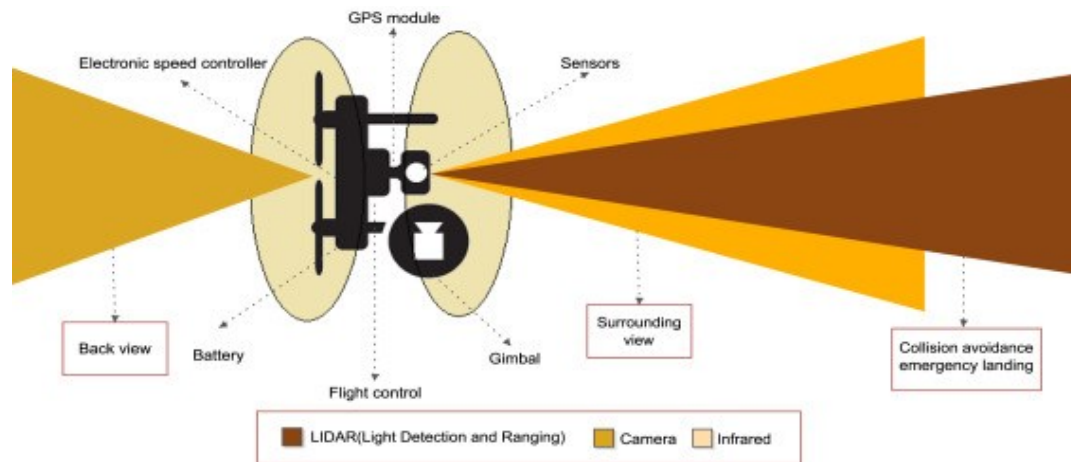 GPS module
Electronic speed controller
Sensors
Back view
Battery
Flight control
Gimbal
Surrounding
view
Collision avoidance
emergency landing
LIDAR(Light Detection and Ranging)
Camera
Infrared